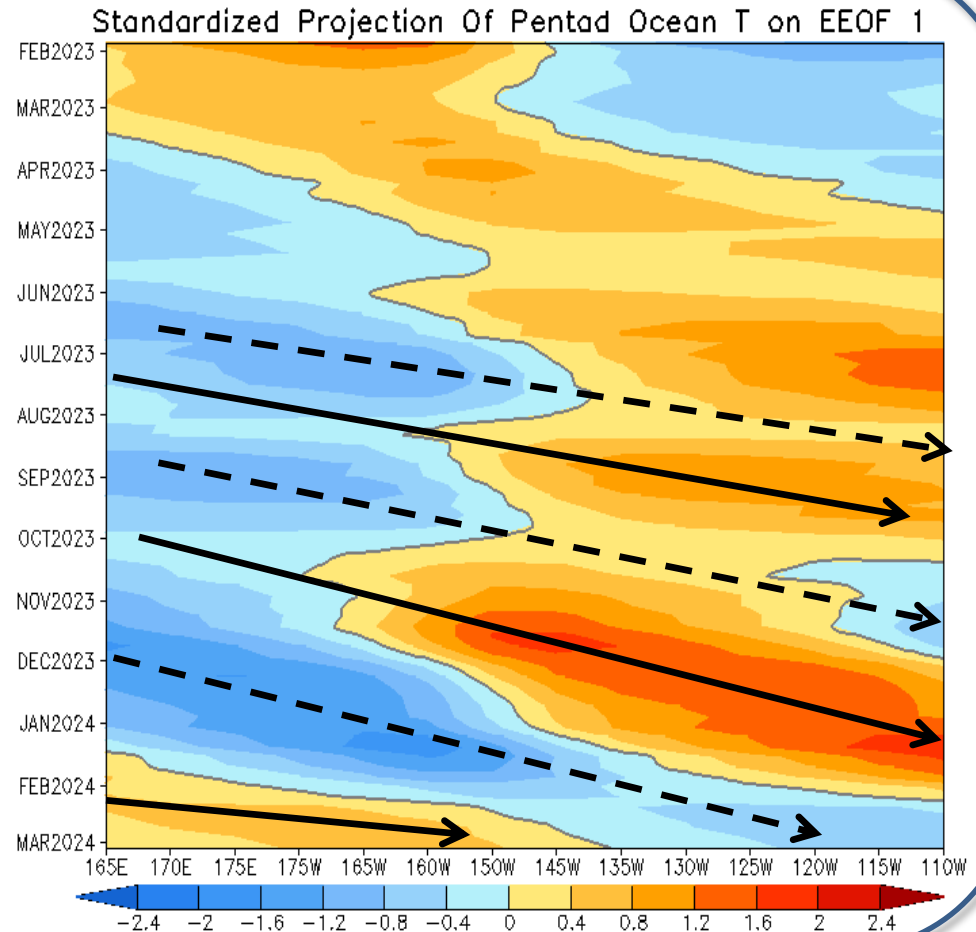 Standardized Projection Of Pentad Ocean T on EEOF 1
FEB2023
MAR2023
APR2023
MAY2023
JUN2023
JUL2023
AUG2023
SEP2023
OCT2023
NOV2023
DEC2023
JAN2024
FEB2024
MAR2024
165E 170E 175E 175W 165W 160W 150W 145W 135W 130W 125W 120W 115W 110W
-2.4 -2 -1.6 -1.2 -0.8 -0.4 0 0.4 0.8 1.2 1.6 2 2.4